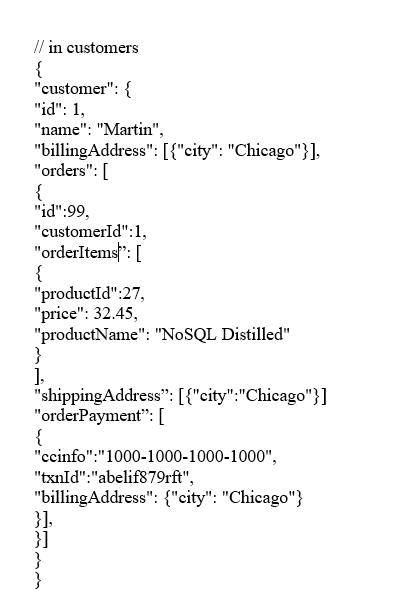 // in customers
{
"customer": {
"id": 1,
"name": "Martin",
"billingAddress": [{"city": "Chicago"}],
"orders": [
{
"id":99,
"customerId":1,
"orderItems”: [
{
"productId":27,
"price": 32.45,
"productName": "NoSQL Distilled"
}
],
"shippingAddress”: [{"city":"Chicago"}]
"orderPayment”: [
{
"ccinfo":"1000-1000-1000-1000",
"txnId":"abelif879rft",
"billingAddress": {"city": "Chicago"}
}],
}]
}
}